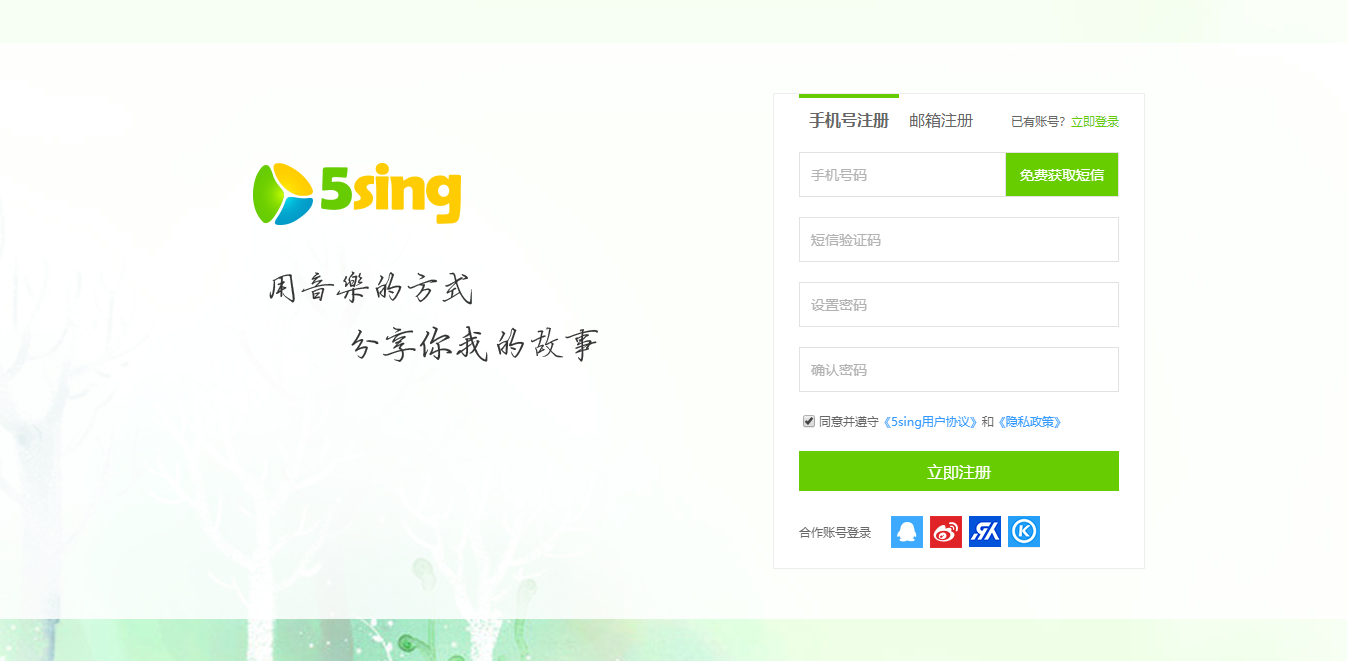 5sing
用音樂的方式
分享你我的故事
手机号注册 邮箱注册 已有账号? 立即登录
手机号码 免费获取短信
短信验证码
设置密码
确认密码
同意并遵守《5sing用户协议》和《隐私政策》
立即注册
合作账号登录